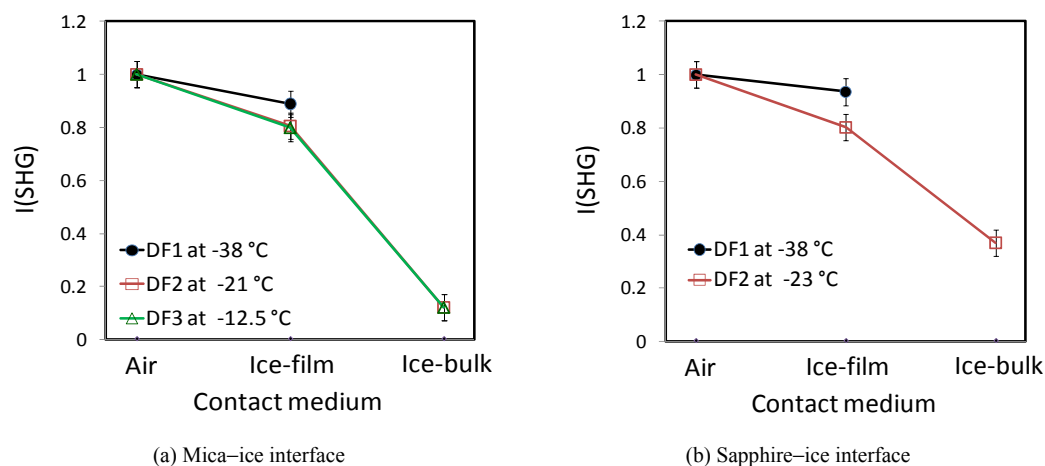 1.2
1
0.8
0.6
0.4
0.2
0
I(SHG)
DF1 at -38 °C
DF2 at -21 °C
DF3 at -12.5 °C
Air Ice-film Ice-bulk
Contact medium
(a) Mica–ice interface
1.2
1
0.8
0.6
0.4
0.2
0
I(SHG)
DF1 at -38 °C
DF2 at -23 °C
Air Ice-film Ice-bulk
Contact medium
(b) Sapphire–ice interface